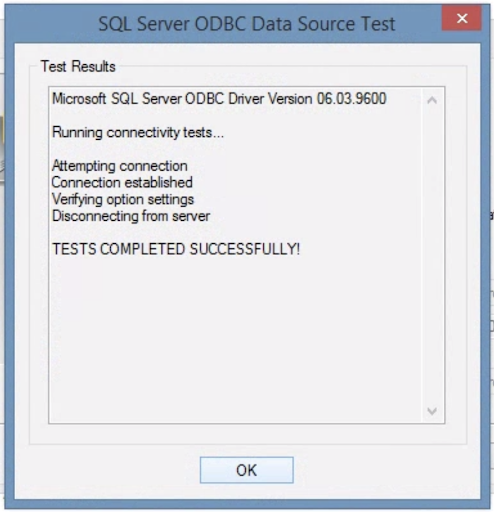 SQL Server ODBC Data Source Test
Test Results
Microsoft SQL Server ODBC Driver Version 06.03.9600
Running connectivity tests...
Attempting connection
Connection established
Verifying option settings
Disconnecting from server
TESTS COMPLETED SUCCESSFULLY!
OK